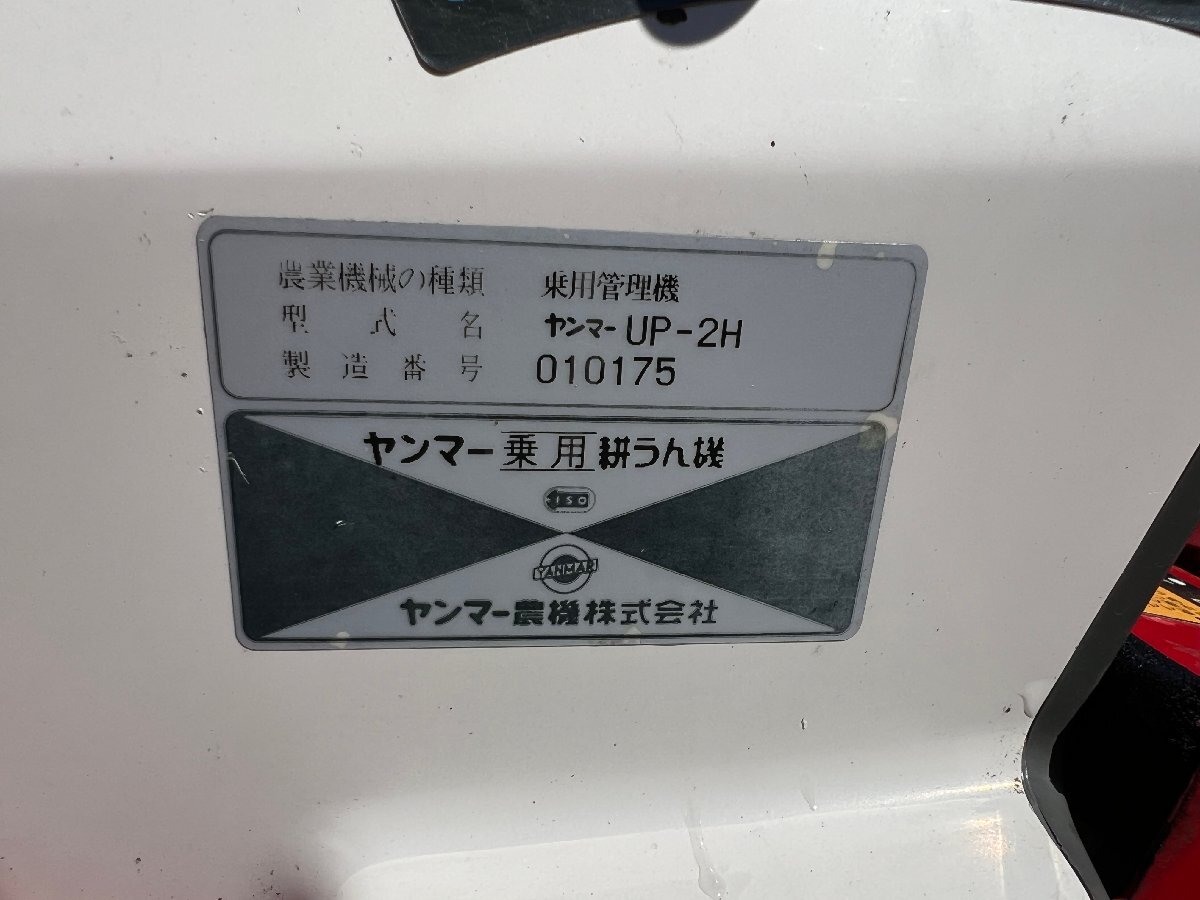 農業機械の種類 乗用管理機
型式名 ヤンマー UP-2H
製造番号 010175
ヤンマー乗用耕うん機
ISO
YANMAR
ヤンマー農機株式会社